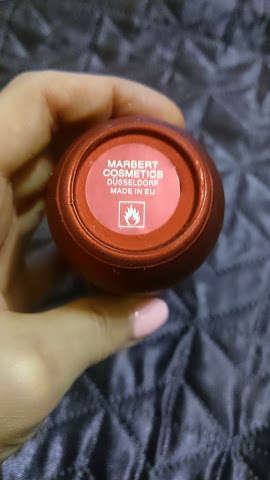 MARBERT
COSMETICS
DÜSSELDORF
MADE IN EU